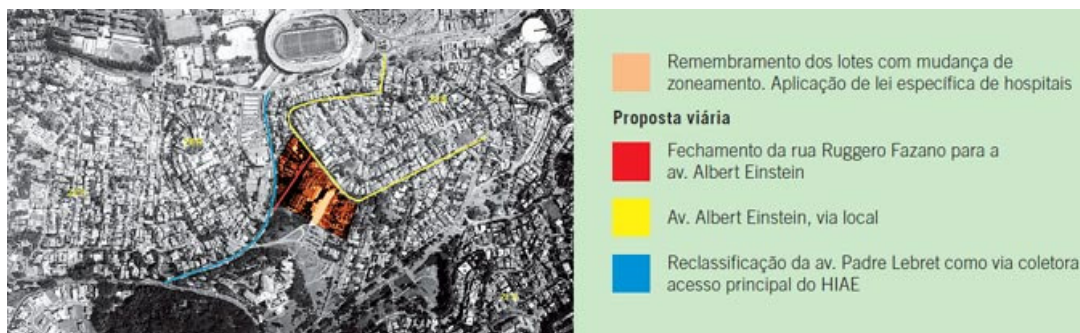 Remembramento dos lotes com mudança de
zoneamento. Aplicação de lei específica de hospitais
Proposta viária
Fechamento da rua Ruggero Fazano para a
av. Albert Einstein
Av. Albert Einstein, via local
Reclassificação da av. Padre Lebret como via coletora
acesso principal do HIAE